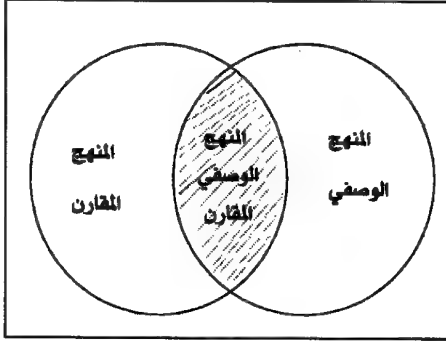 المنهج
الوصفي
المنهج
الوصفي
المقارن
المنهج
المقارن